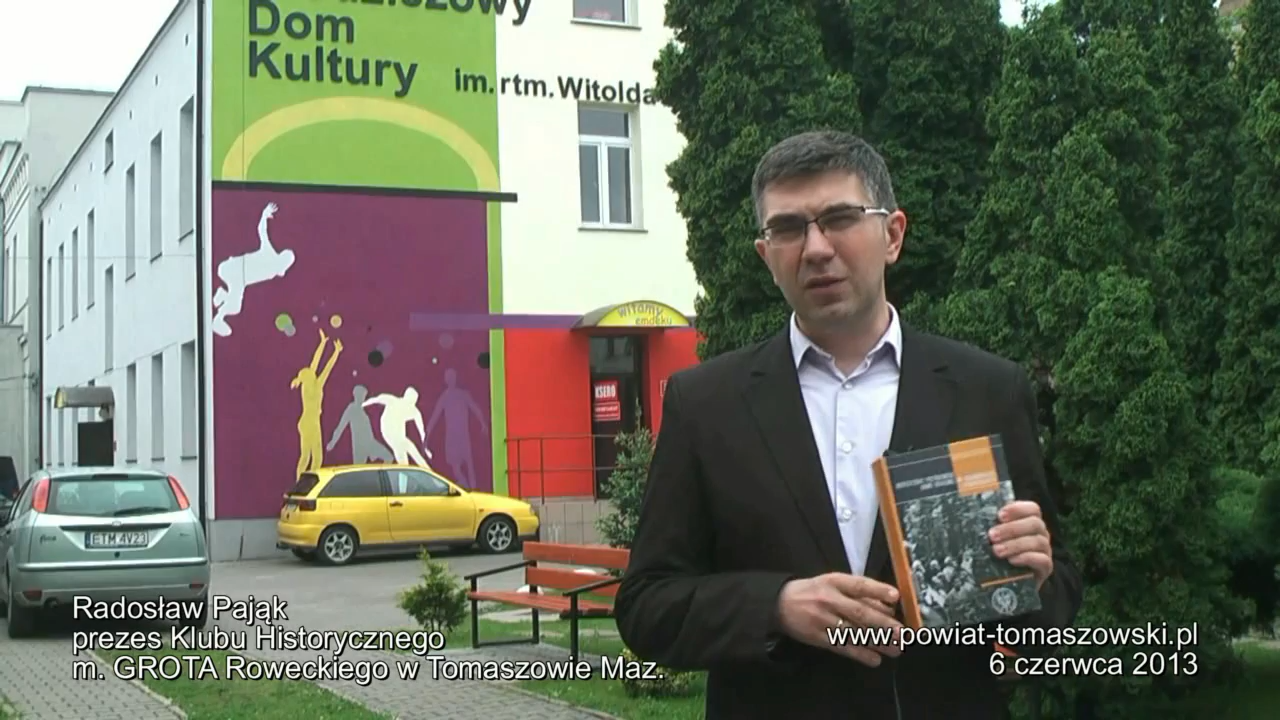 Dom
Kultury
im. rtm. Witolda
witamy
emdeku
KSERO
ETM 4V23
Radosław Pająk
prezes Klubu Historycznego
m. GROTA Roweckiego w Tomaszowie Maz.
www.powiat-tomaszowski.pl
6 czerwca 2013